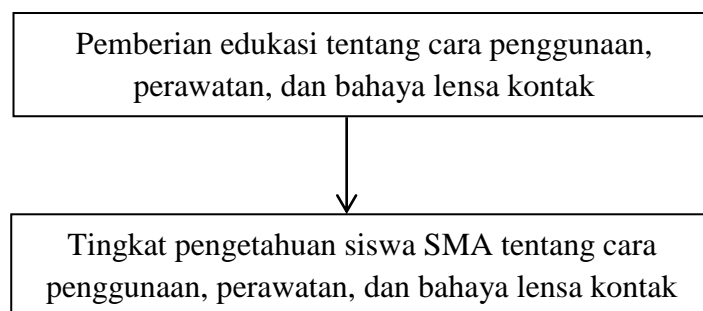 Pemberian edukasi tentang cara penggunaan,
perawatan, dan bahaya lensa kontak
Tingkat pengetahuan siswa SMA tentang cara
penggunaan, perawatan, dan bahaya lensa kontak